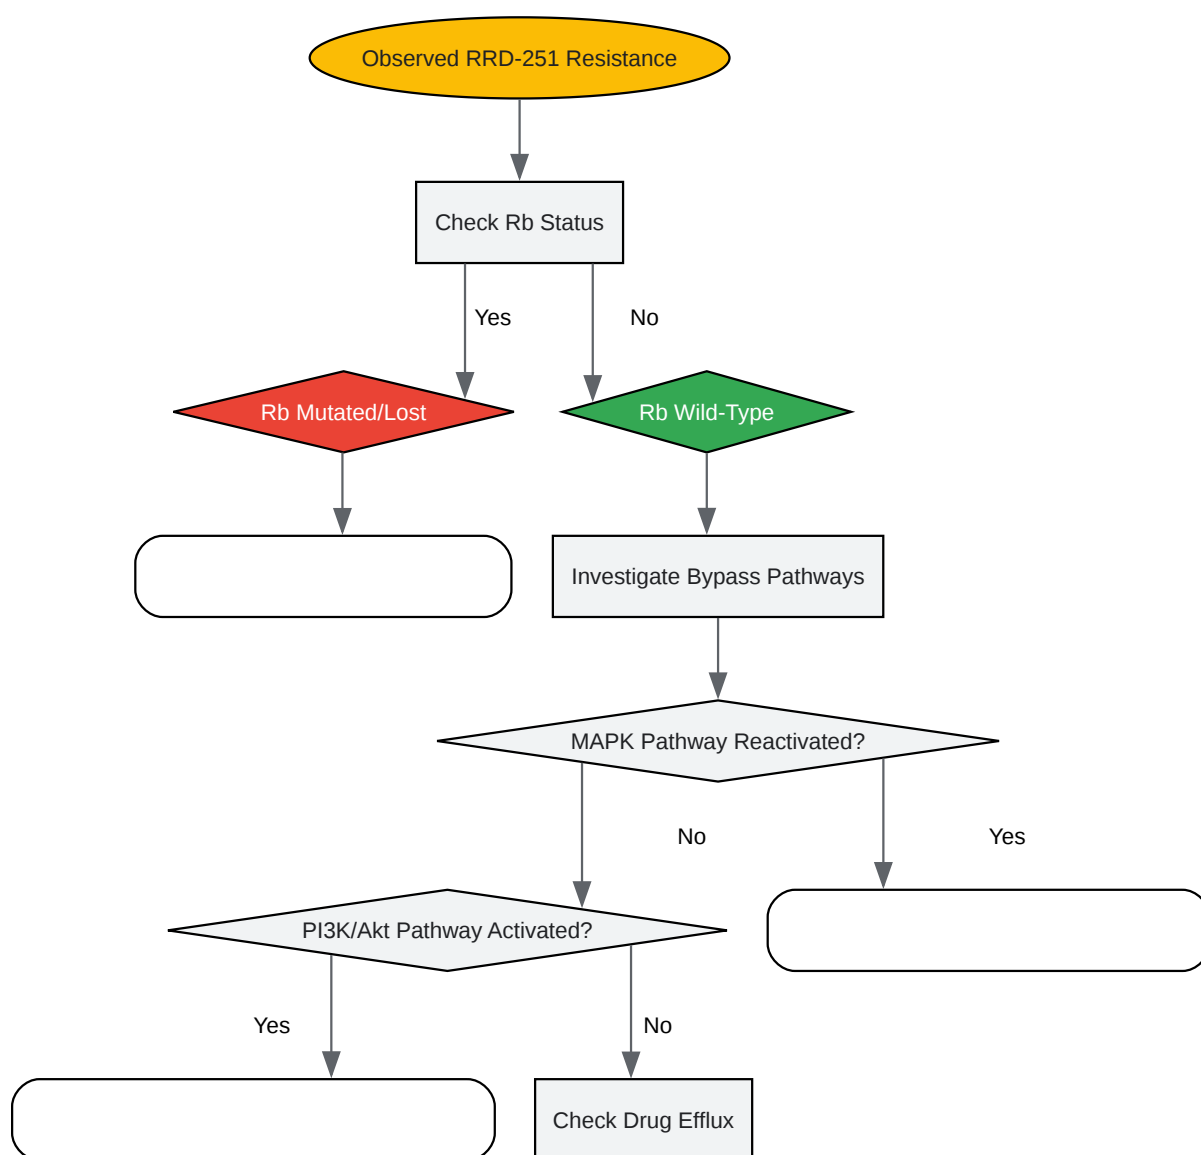 Observed RRD-251 Resistance
Check Rb Status
Yes
No
Rb Mutated/Lost
Rb Wild-Type
Investigate Bypass Pathways
MAPK Pathway Reactivated?
No
Yes
PI3K/Akt Pathway Activated?
Yes
No
Check Drug Efflux